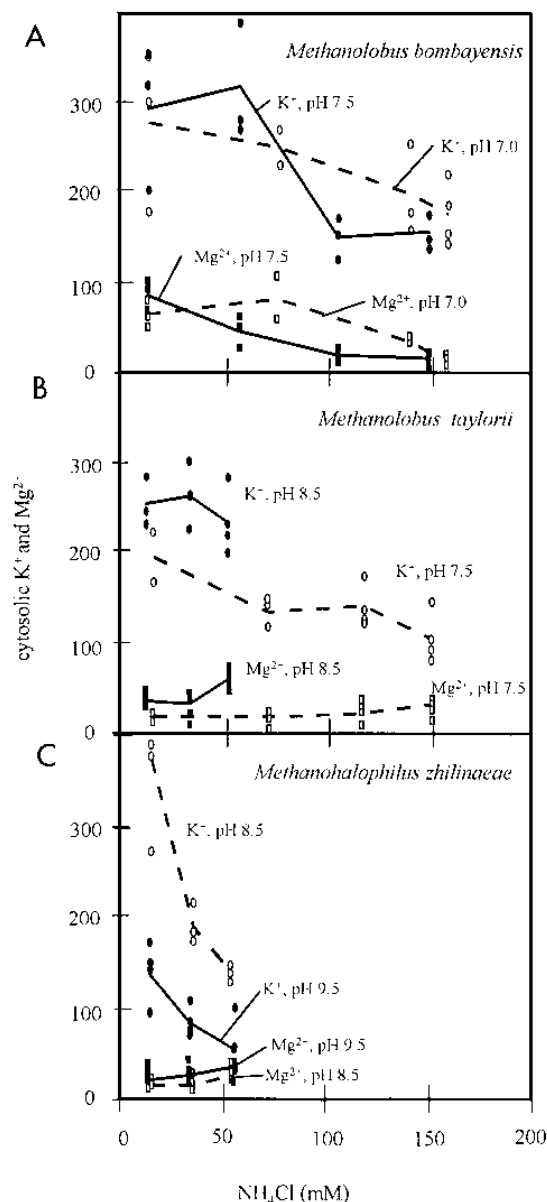 A
Methanolobus bombayensis
300
200
100
0
K⁺, pH 7.5
K⁺, pH 7.0
Mg²⁺, pH 7.5
Mg²⁺, pH 7.0
B
Methanolobus taylorii
300
200
100
0
K⁺, pH 8.5
K⁺, pH 7.5
Mg²⁺, pH 8.5
Mg²⁺, pH 7.5
cytosolic K⁺ and Mg²⁺
C
Methanohalophilus zhilinaeae
300
200
100
0
K⁺, pH 8.5
K⁺, pH 9.5
Mg²⁺, pH 9.5
Mg²⁺, pH 8.5
0 50 100 150 200
NH₄Cl (mM)